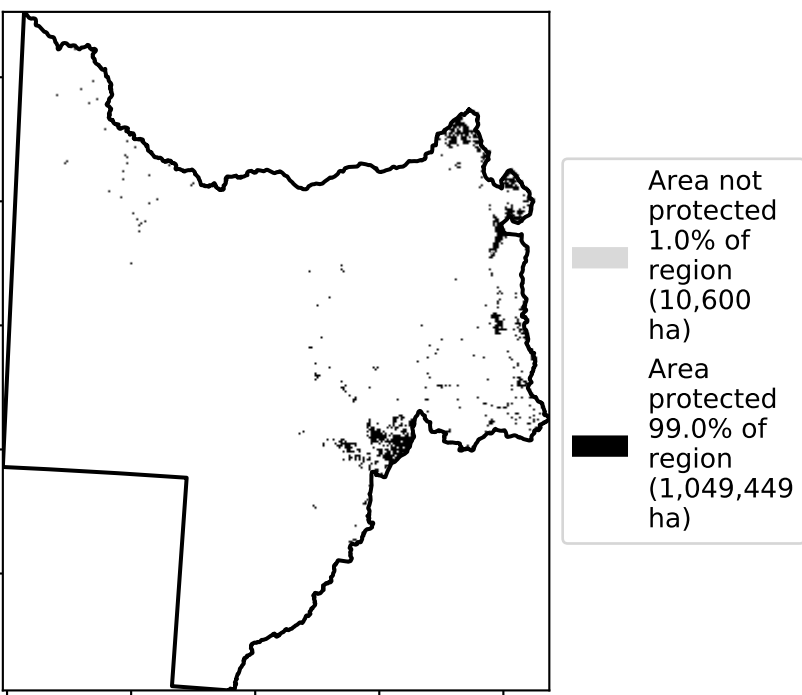 Area not
protected
1.0% of
region
(10,600
ha)
Area
protected
99.0% of
region
(1,049,449
ha)